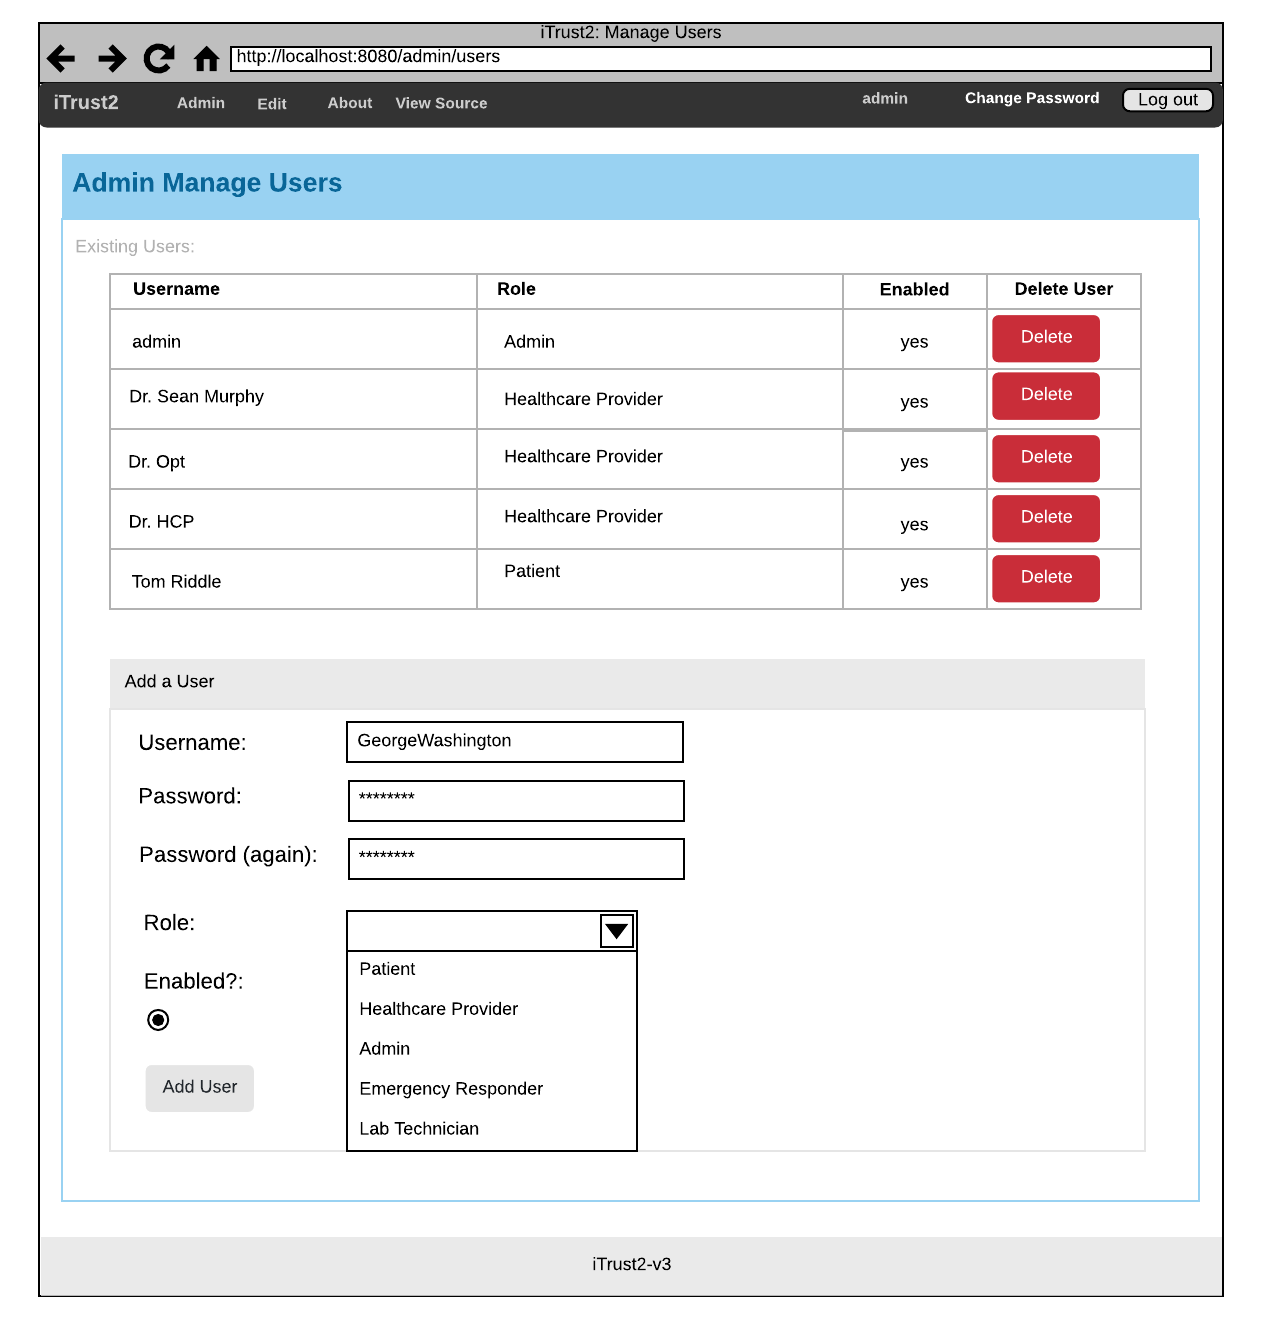 iTrust2: Manage Users
http://localhost:8080/admin/users
iTrust2 Admin Edit About View Source admin Change Password Log out
Admin Manage Users
Existing Users:
Username Role Enabled Delete User
admin Admin yes Delete
Dr. Sean Murphy Healthcare Provider yes Delete
Dr. Opt Healthcare Provider yes Delete
Dr. HCP Healthcare Provider yes Delete
Tom Riddle Patient yes Delete
Add a User
Username: GeorgeWashington
Password: ********
Password (again): ********
Role:
Patient
Enabled?:
Healthcare Provider
Admin
Add User
Emergency Responder
Lab Technician
iTrust2-v3